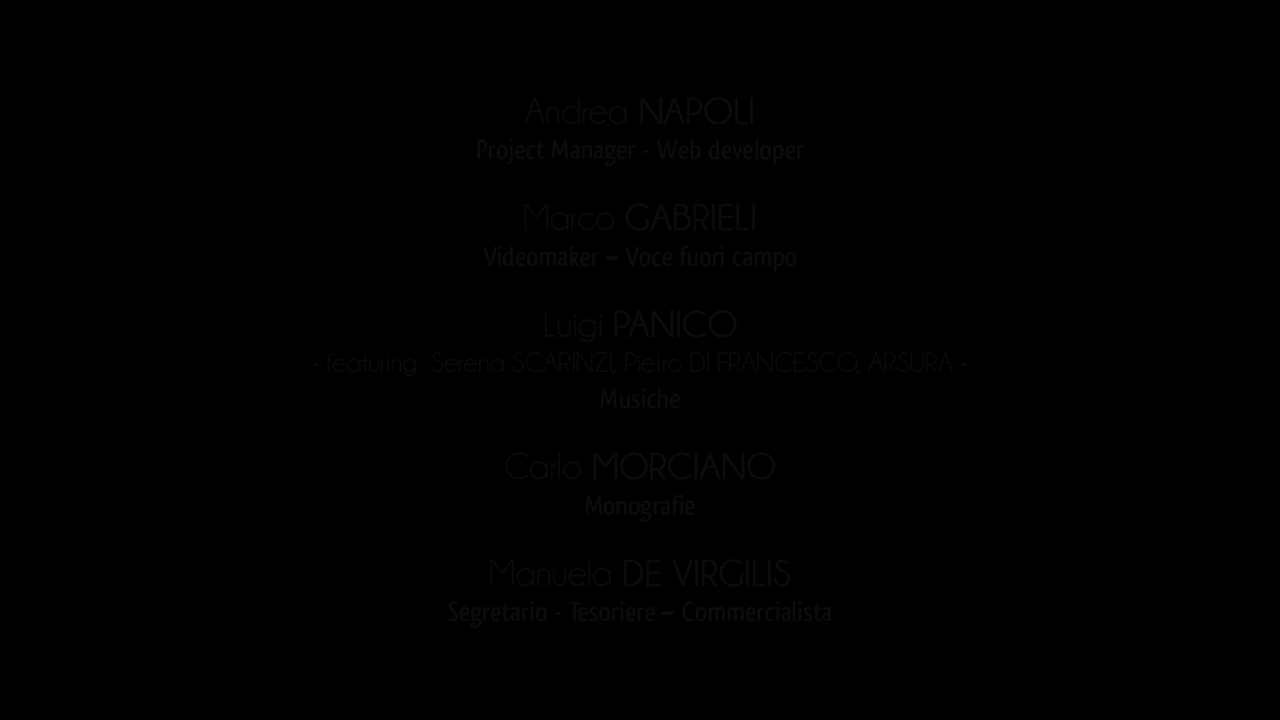 Andrea NAPOLI
Project Manager - Web developer
Marco GABRIELI
Videomaker – Voce fuori campo
Luigi PANICO
- featuring Serena SCARINZI, Pietro DI FRANCESCO, ARSURA -
Musiche
Carlo MORCIANO
Monografie
Manuela DE VIRGILIS
Segretario - Tesoriere – Commercialista